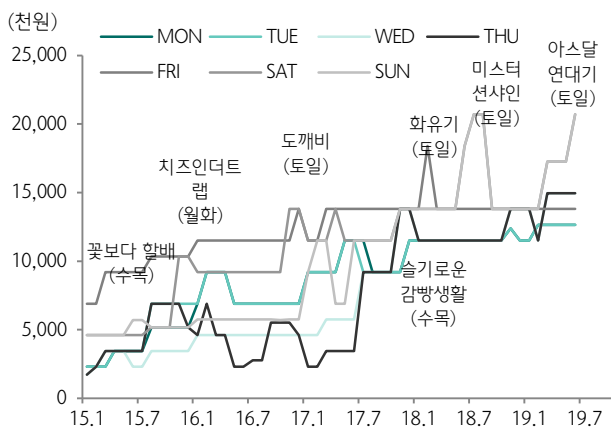 (천원)
MON TUE WED THU
FRI SAT SUN
25,000
20,000
15,000
10,000
5,000
0
아스달
연대기
(토일)
미스터
션샤인
(토일)
화유기
(토일)
도깨비
(토일)
치즈인더트
랩
(월화)
꽃보다 할배
(수목)
슬기로운
감빵생활
(수목)
15.1 15.7 16.1 16.7 17.1 17.7 18.1 18.7 19.1 19.7